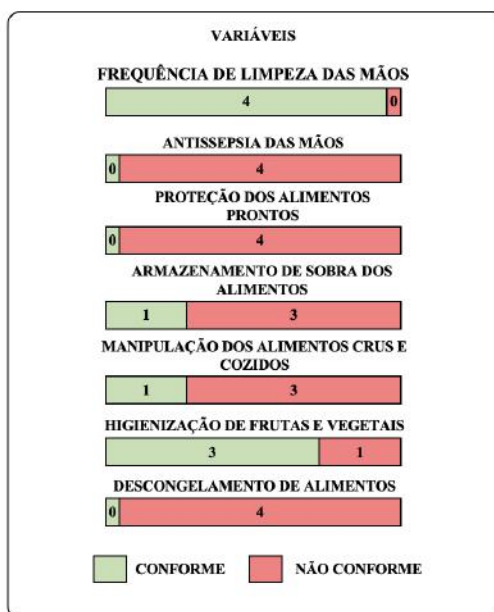 VARIÁVEIS
FREQUÊNCIA DE LIMPEZA DAS MÃOS
4 0
ANTISSEPSIA DAS MÃOS
0 4
PROTEÇÃO DOS ALIMENTOS
PRONTOS
0 4
ARMAZENAMENTO DE SOBRA DOS
ALIMENTOS
1 3
MANIPULAÇÃO DOS ALIMENTOS CRUS E
COZIDOS
1 3
HIGIENIZAÇÃO DE FRUTAS E VEGETAIS
3 1
DESCONGELAMENTO DE ALIMENTOS
0 4
CONFORME NÃO CONFORME